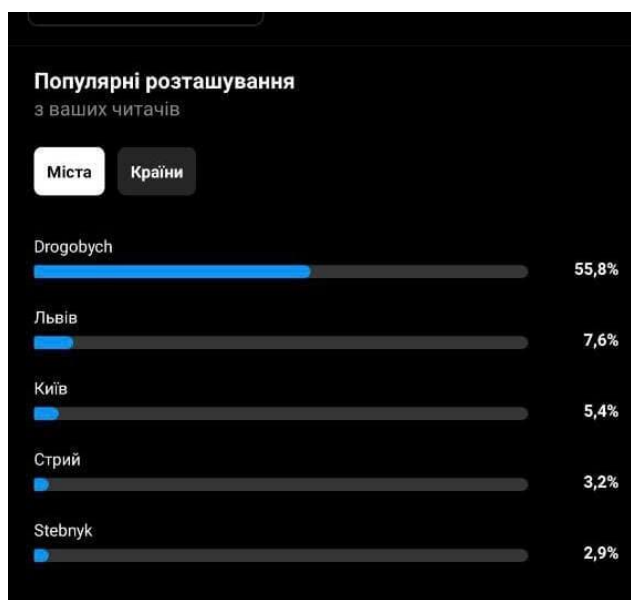 Популярні розташування
з ваших читачів
Міста Країни
Drogobych
55,8%
Львів
7,6%
Київ
5,4%
Стрий
3,2%
Stebnyk
2,9%